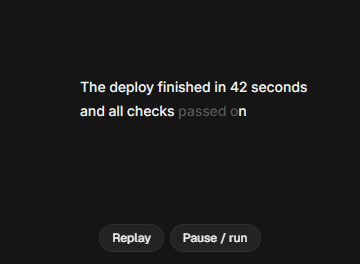 The deploy finished in 42 seconds
and all checks passed on
Replay
Pause / run